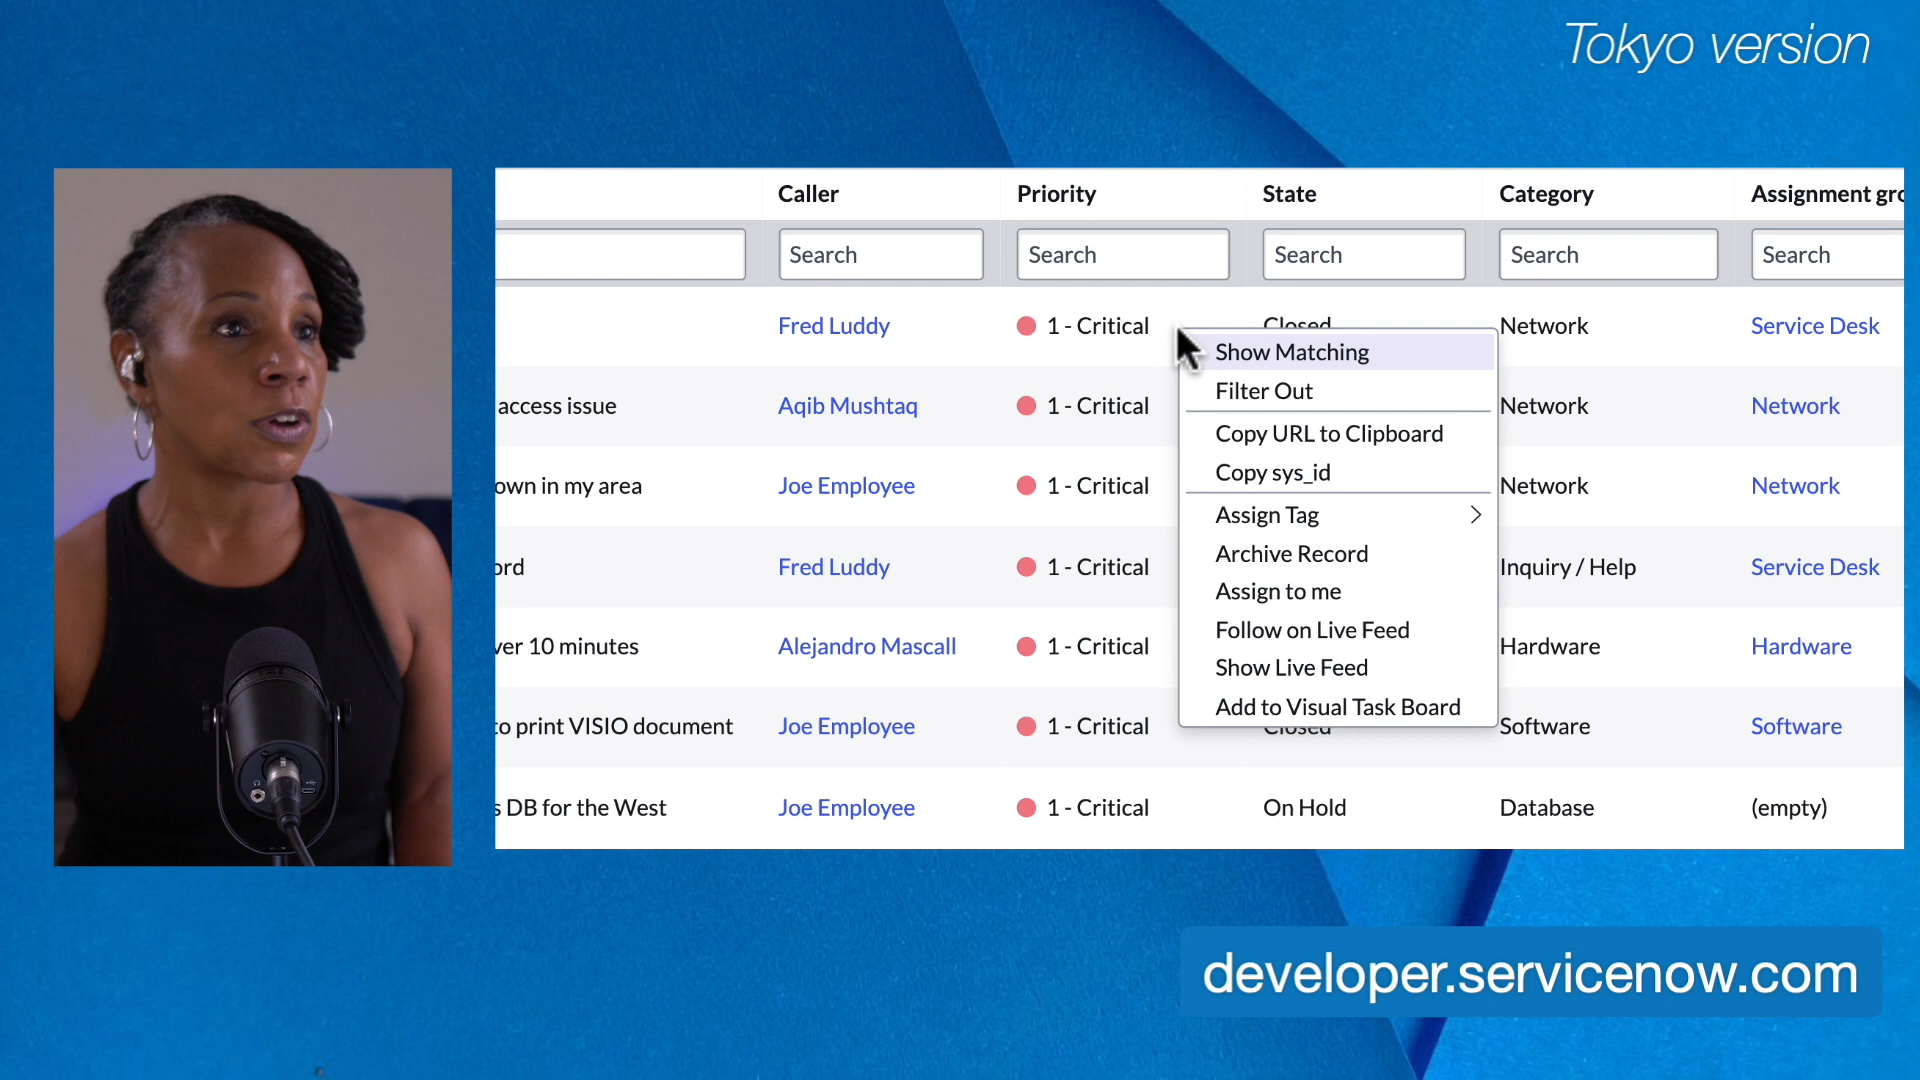 Tokyo version
Caller Priority State Category Assignment gro
Search Search Search Search Search
Fred Luddy 1 - Critical Closed Network Service Desk
Show Matching
Filter Out
access issue Aqib Mushtaq 1 - Critical Network Network
Copy URL to Clipboard
Copy sys_id
own in my area Joe Employee 1 - Critical Network Network
Assign Tag
Archive Record
ord Fred Luddy 1 - Critical Inquiry / Help Service Desk
Assign to me
Follow on Live Feed
ver 10 minutes Alejandro Mascall 1 - Critical Hardware Hardware
Show Live Feed
Add to Visual Task Board
to print VISIO document Joe Employee 1 - Critical Closed Software Software
s DB for the West Joe Employee 1 - Critical On Hold Database (empty)
developer.servicenow.com